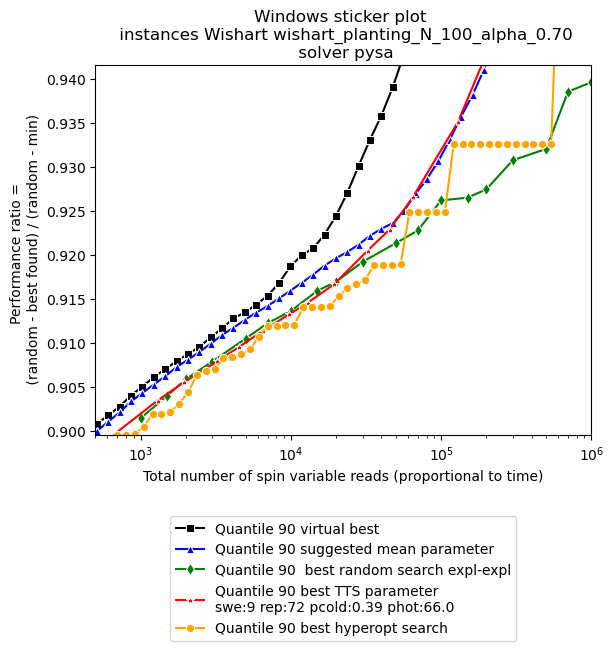 Windows sticker plot
instances Wishart wishart_planting_N_100_alpha_0.70
solver pysa
Performance ratio =
(random - best found) / (random - min)
0.940
0.935
0.930
0.925
0.920
0.915
0.910
0.905
0.900
10³
10⁴
10⁵
10⁶
Total number of spin variable reads (proportional to time)
Quantile 90 virtual best
Quantile 90 suggested mean parameter
Quantile 90  best random search expl-expl
Quantile 90 best TTS parameter
swe:9 rep:72 pcold:0.39 phot:66.0
Quantile 90 best hyperopt search